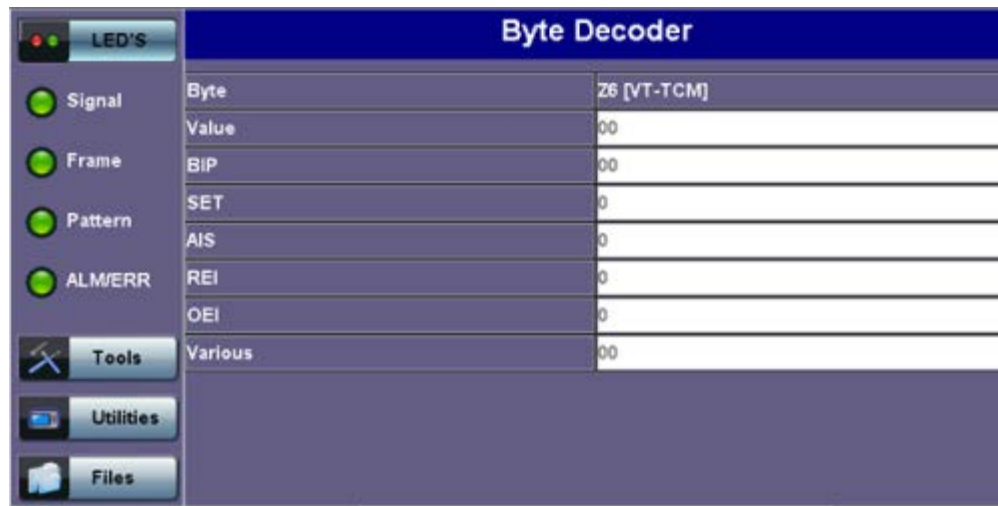 LED'S
Byte Decoder
Signal
Frame
Pattern
ALM/ERR
Tools
Utilities
Files
Byte Z6 [VT-TCM]
Value 00
BIP 00
SET 0
AIS 0
REI 0
OEI 0
Various 00